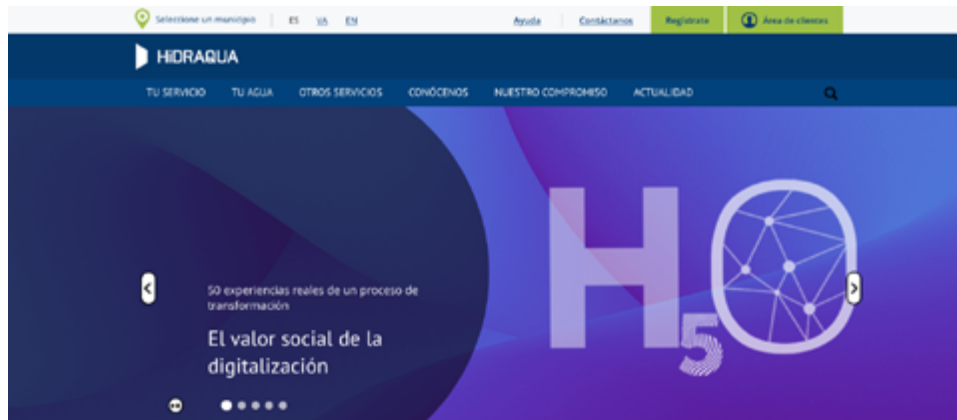 Seleccione un municipio ES VA EN Ayuda Contáctanos Regístrate Área de clientes
HiDRAQUA
TU SERVICIO TU AGUA OTROS SERVICIOS CONÓCENOS NUESTRO COMPROMISO ACTUALIDAD
H5O
50 experiencias reales de un proceso de
transformación
El valor social de la
digitalización